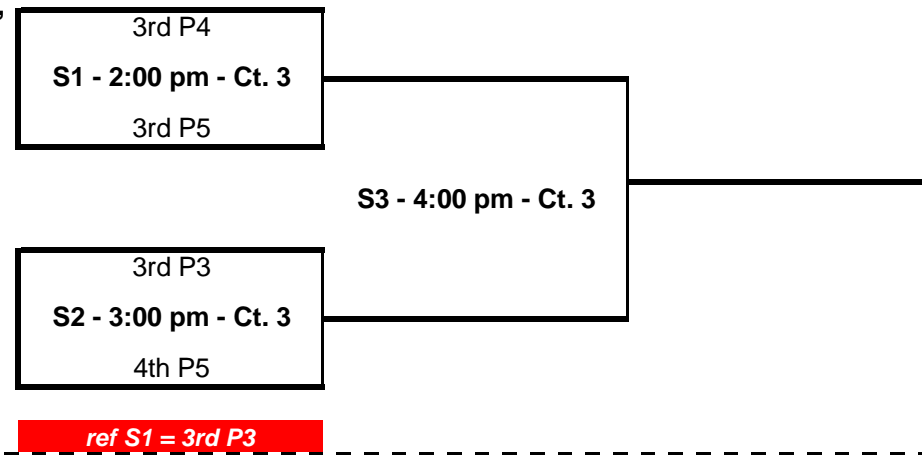 3rd P4
S1 - 2:00 pm - Ct. 3
3rd P5
S3 - 4:00 pm - Ct. 3
3rd P3
S2 - 3:00 pm - Ct. 3
4th P5
ref S1 = 3rd P3